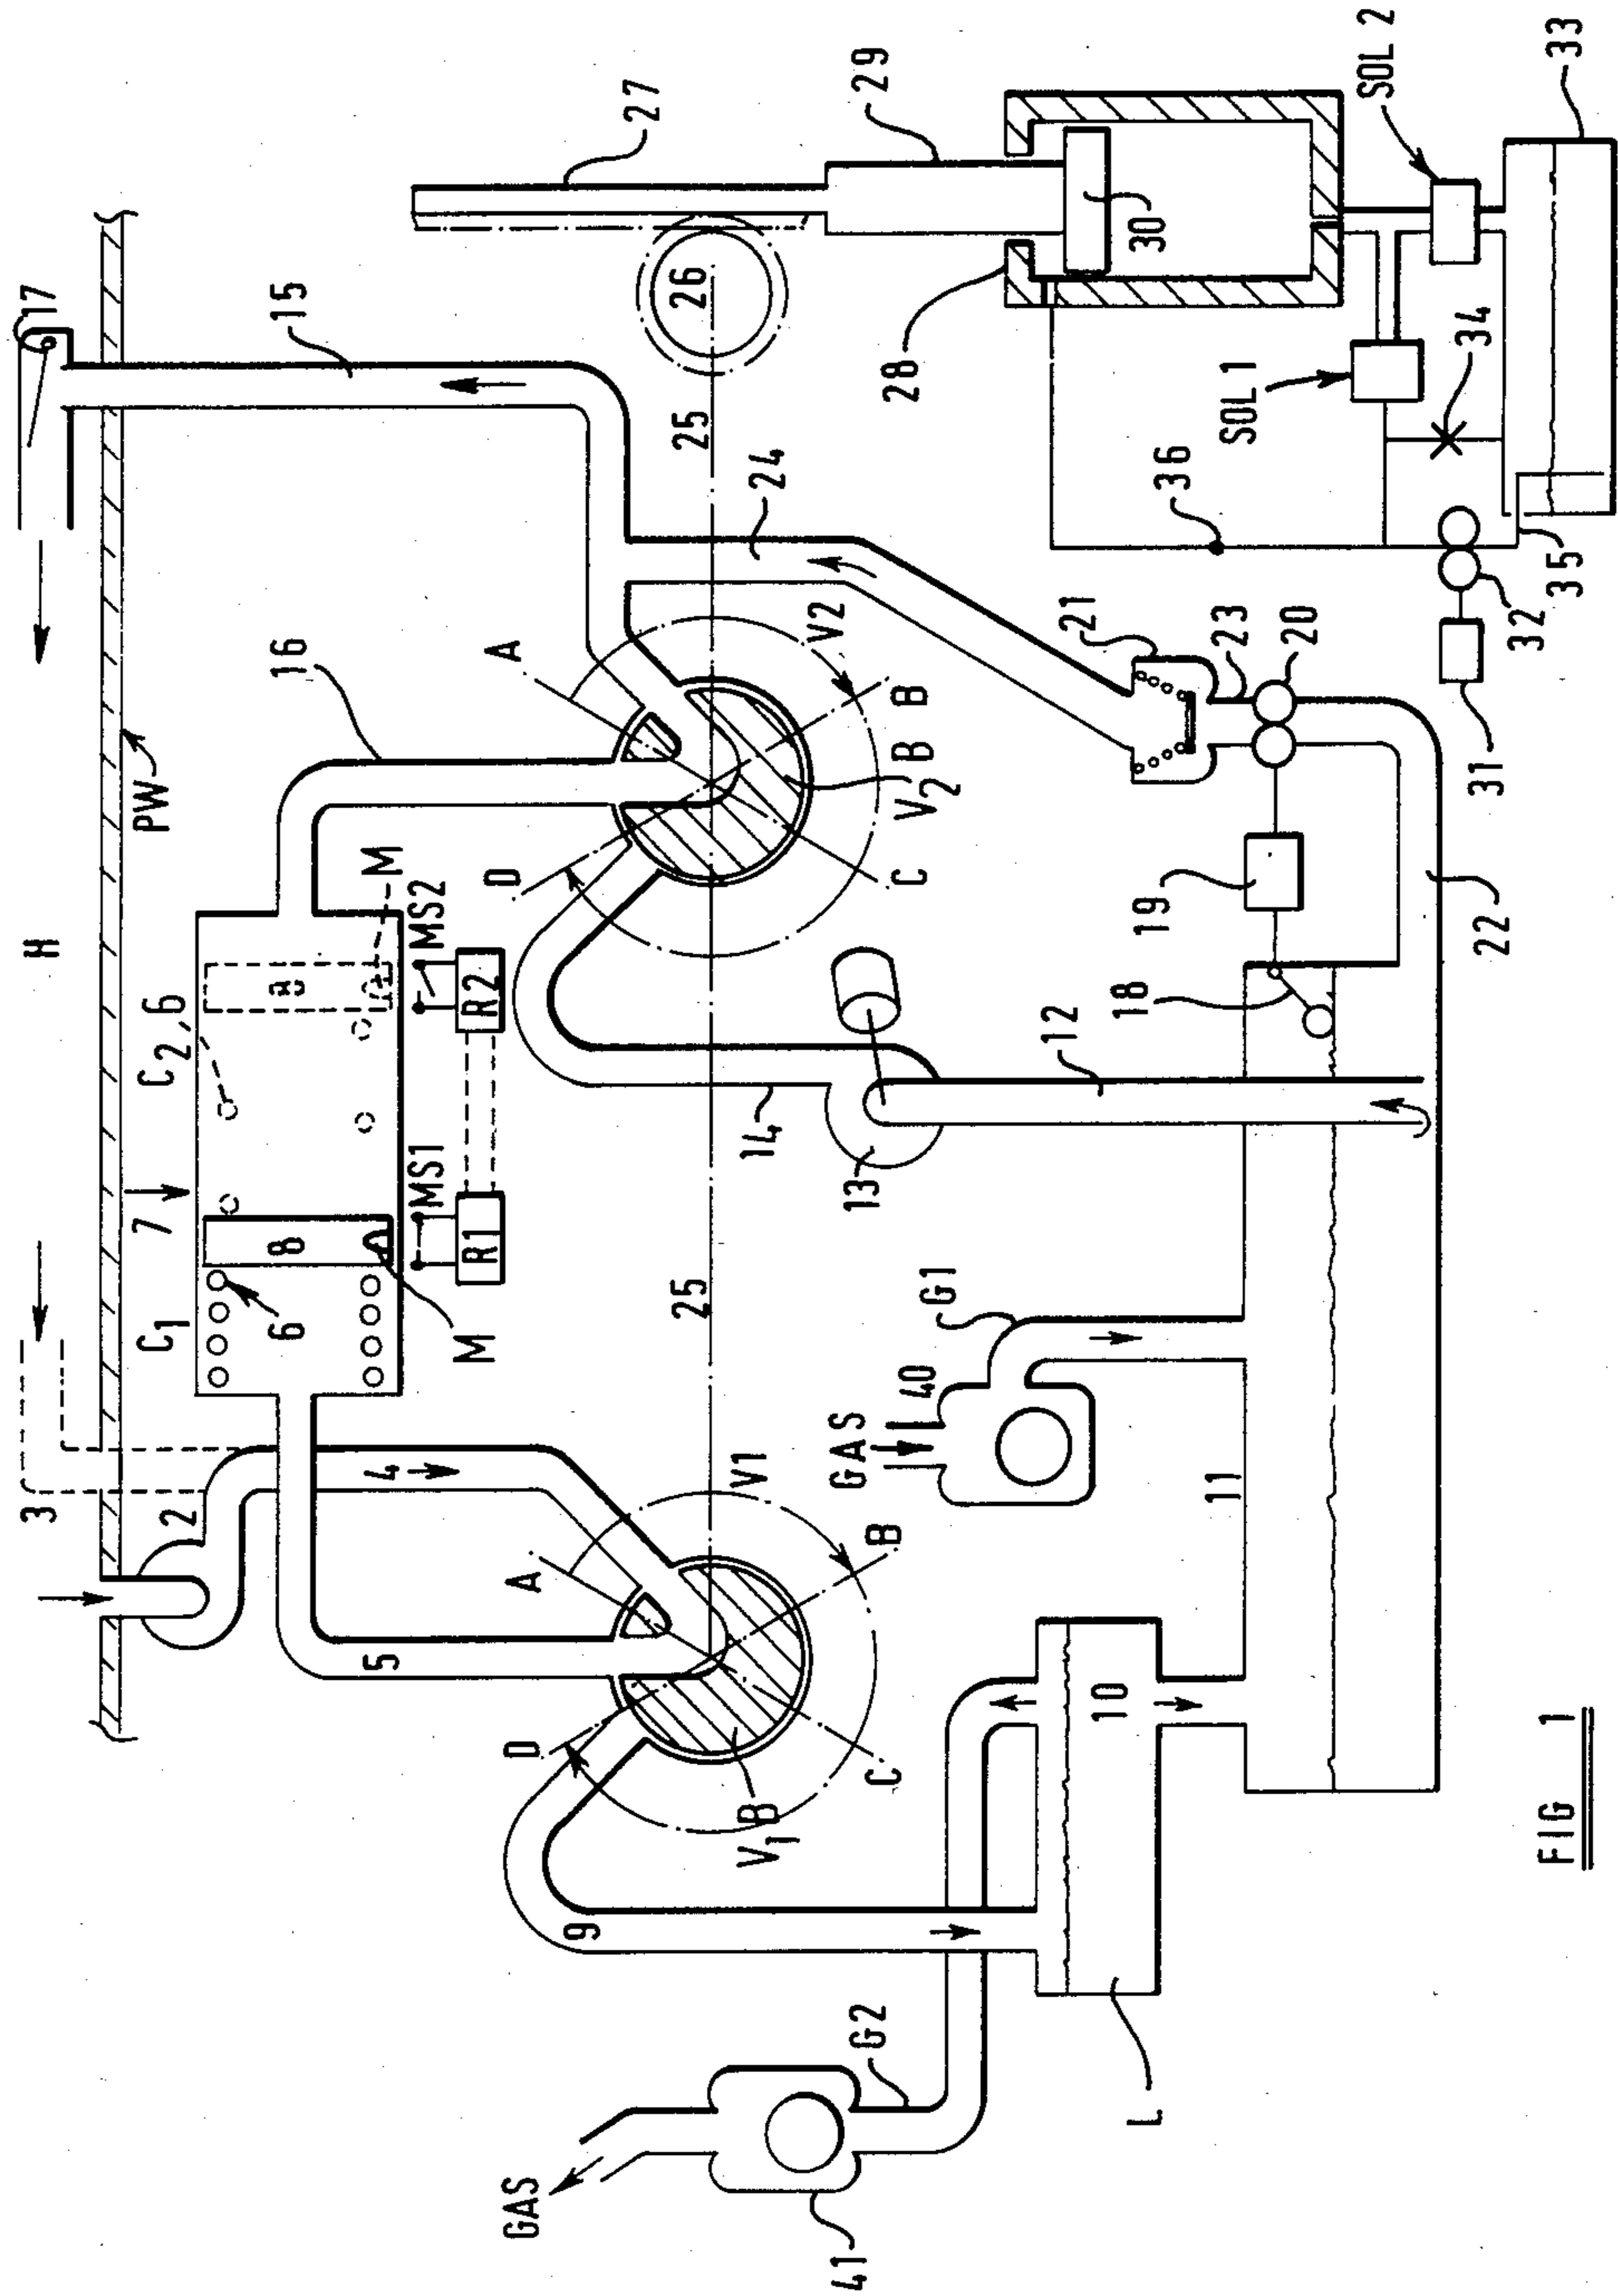 H
17
3
2
PW
7
C1
C2,6
6
8
8
M
M
MS1
MS2
R1
R2
4
5
16
15
27
A
D
V1
B
C
B
V1
A
D
V2
B
C
B
V2
25
25
26
29
28
30
9
14
13
12
24
36
SOL 1
SOL 2
34
33
35
32
31
21
23
20
19
18
22
GAS
40
G1
11
10
L
G2
GAS
41
FIG 1